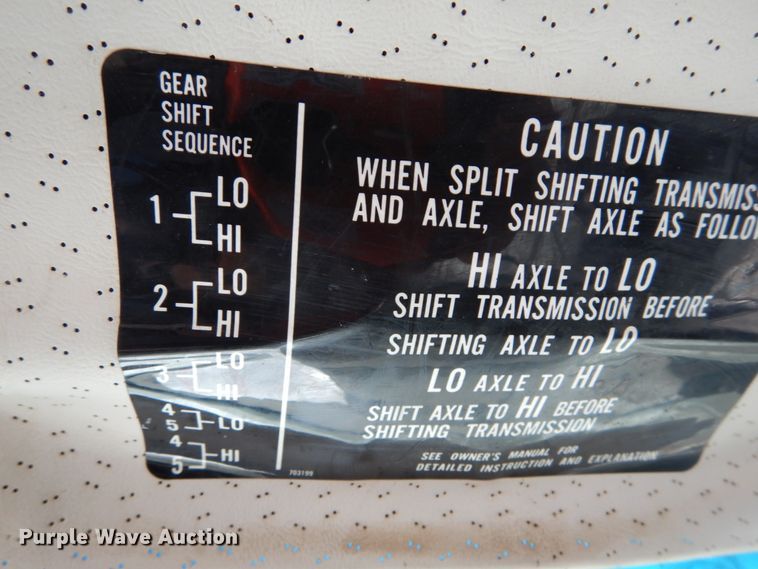 GEAR
SHIFT
SEQUENCE
1 LO
HI
2 LO
HI
3 LO
HI
4
5 LO
4
5 HI
CAUTION
WHEN SPLIT SHIFTING TRANSMISS
AND AXLE, SHIFT AXLE AS FOLLOW
HI AXLE TO LO
SHIFT TRANSMISSION BEFORE
SHIFTING AXLE TO LO
LO AXLE TO HI
SHIFT AXLE TO HI BEFORE
SHIFTING TRANSMISSION
SEE OWNER'S MANUAL FOR
DETAILED INSTRUCTION AND EXPLANATION
703199
Purple Wave Auction